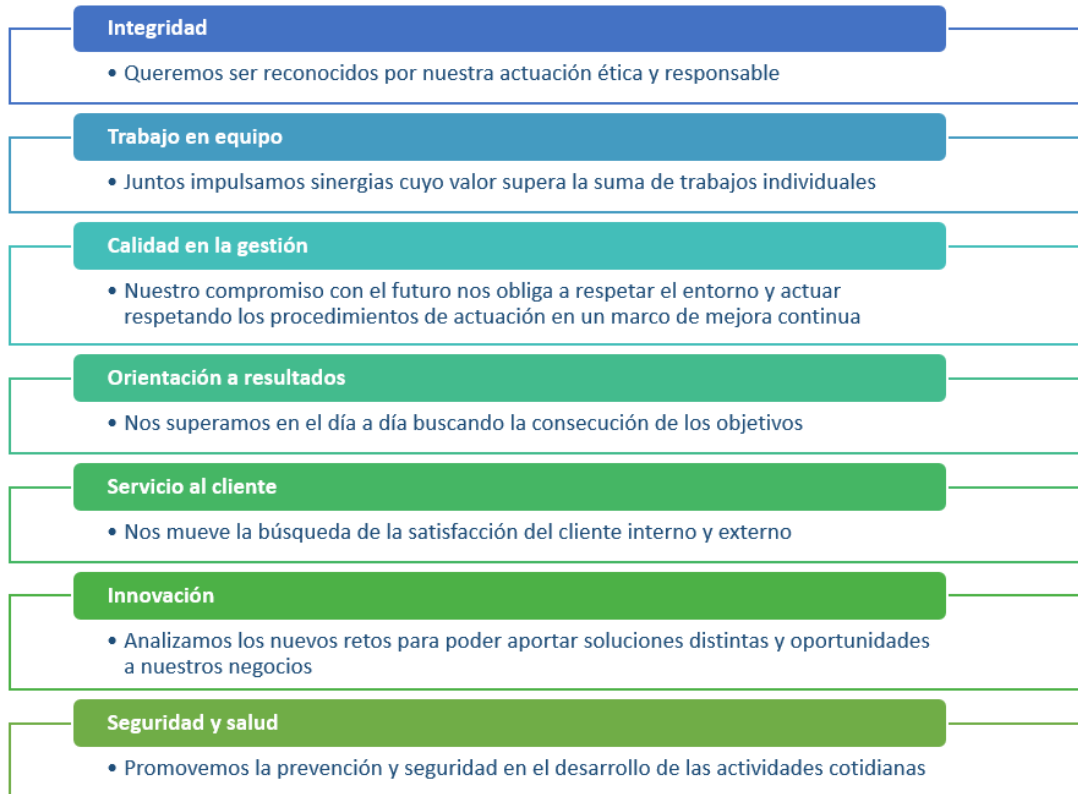 Integridad
• Queremos ser reconocidos por nuestra actuación ética y responsable
Trabajo en equipo
• Juntos impulsamos sinergias cuyo valor supera la suma de trabajos individuales
Calidad en la gestión
• Nuestro compromiso con el futuro nos obliga a respetar el entorno y actuar
respetando los procedimientos de actuación en un marco de mejora continua
Orientación a resultados
• Nos superamos en el día a día buscando la consecución de los objetivos
Servicio al cliente
• Nos mueve la búsqueda de la satisfacción del cliente interno y externo
Innovación
• Analizamos los nuevos retos para poder aportar soluciones distintas y oportunidades
a nuestros negocios
Seguridad y salud
• Promovemos la prevención y seguridad en el desarrollo de las actividades cotidianas